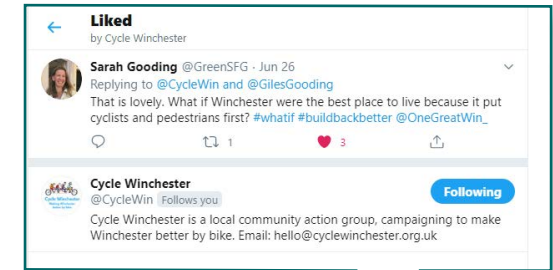 Liked
by Cycle Winchester
Sarah Gooding @GreenSFG · Jun 26
Replying to @CycleWin and @GilesGooding
That is lovely. What if Winchester were the best place to live because it put
cyclists and pedestrians first? #whatif #buildbackbetter @OneGreatWin_
1 3
Cycle Winchester
@CycleWin Follows you
Following
Cycle Winchester is a local community action group, campaigning to make
Winchester better by bike. Email: hello@cyclewinchester.org.uk
Cycle Winchester